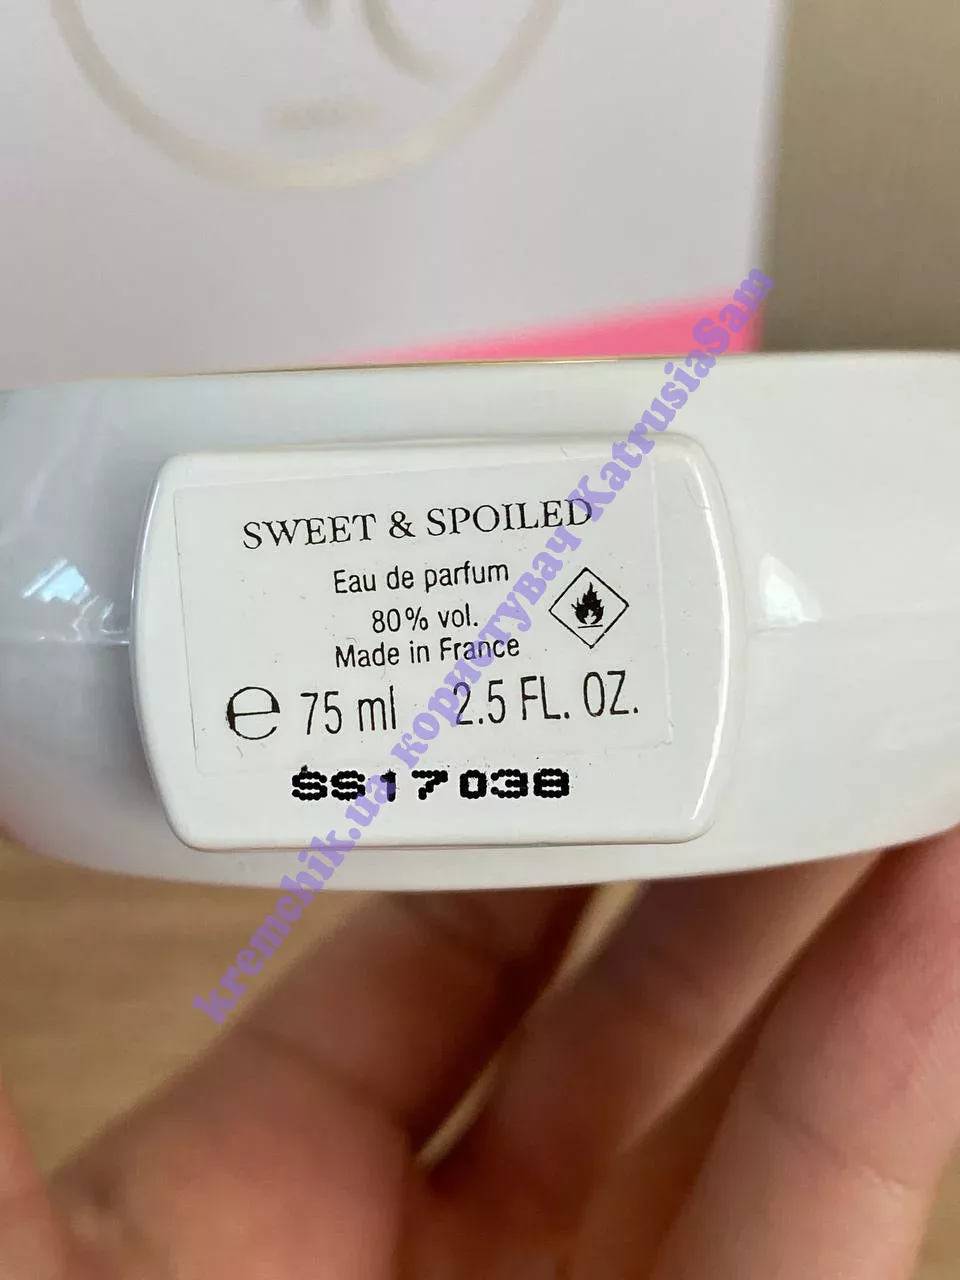 SWEET & SPOILED
Eau de parfum
80% vol.
Made in France
℮ 75 ml 2.5 FL. OZ.
SS17038
kremchik.ua користувач KatrusiaSam